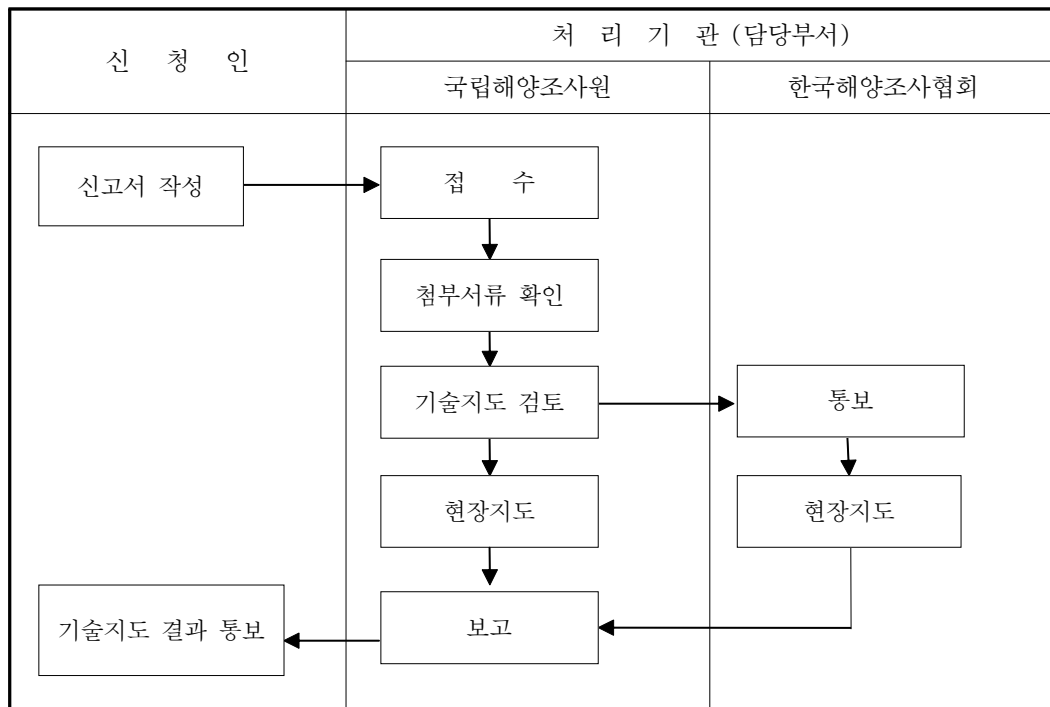 신 청 인
처 리 기 관 (담당부서)
국립해양조사원
한국해양조사협회
신고서 작성
접 수
첨부서류 확인
기술지도 검토
통보
현장지도
현장지도
기술지도 결과 통보
보고